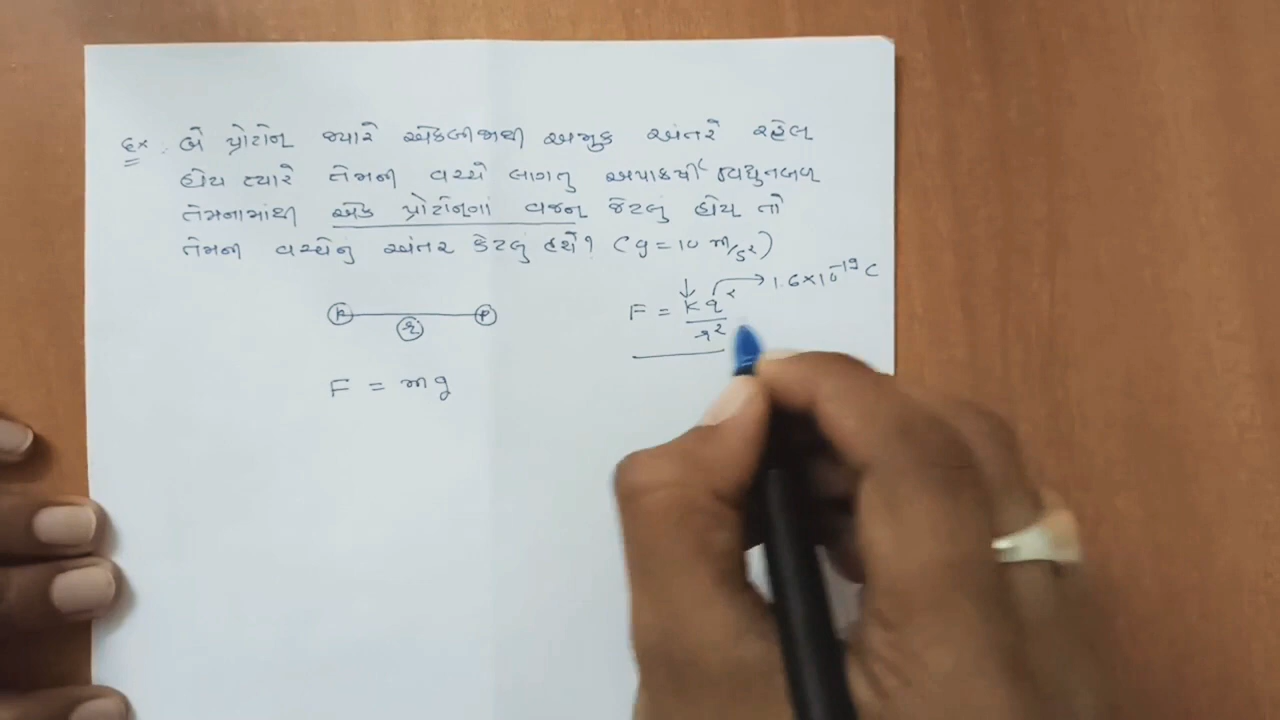 Ex. બે પ્રોટોન જ્યારે એકબીજાથી અમુક અંતરે રહેલ
હોય ત્યારે તેમની વચ્ચે લાગતુ અપાકર્ષી વિદ્યુતબળ
તેમનામાંથી એક પ્રોટોનનાં વજન જેટલું હોય તો
તેમની વચ્ચેનું અંતર કેટલું હશે? (g = 10 m/s²)
F = kq²/r² → 1.6×10⁻¹⁹ C
P r P
F = mg